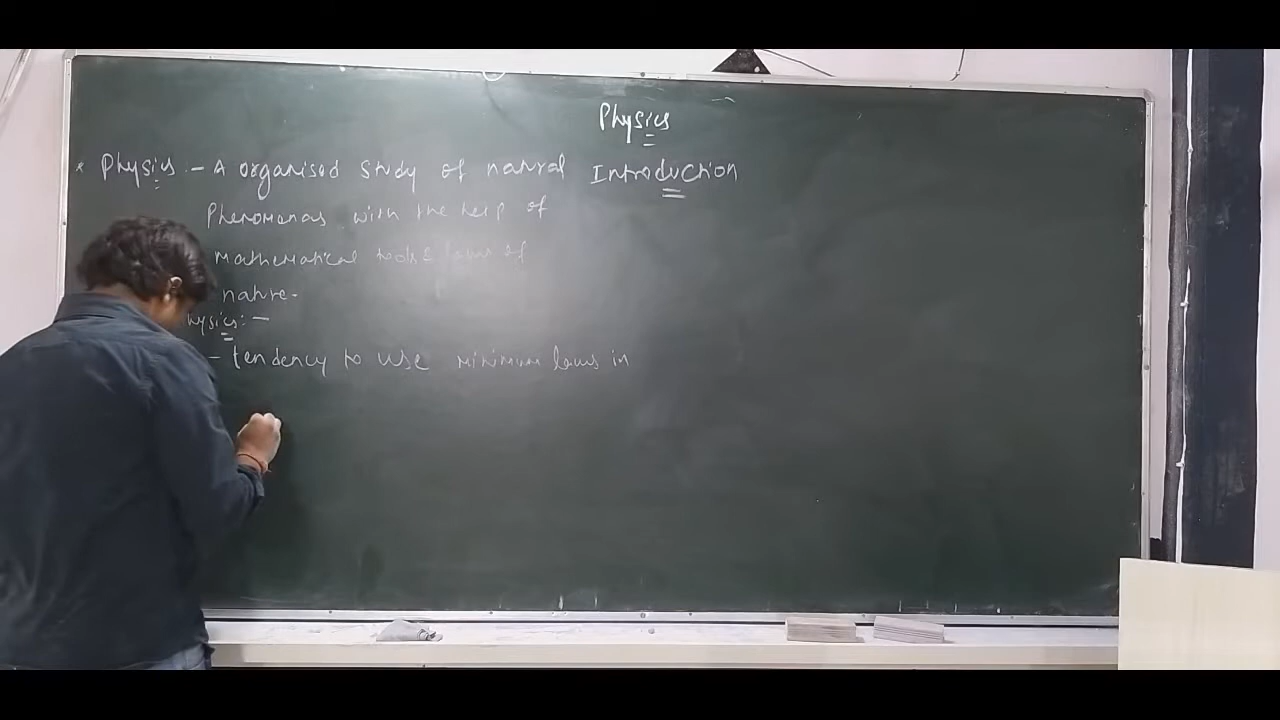 Physics
* Physics :- A organised study of natural Introduction
Phenomenas with the help of
mathematical tools & laws of
nature.
hysics: -
- tendency to use minimum laws in